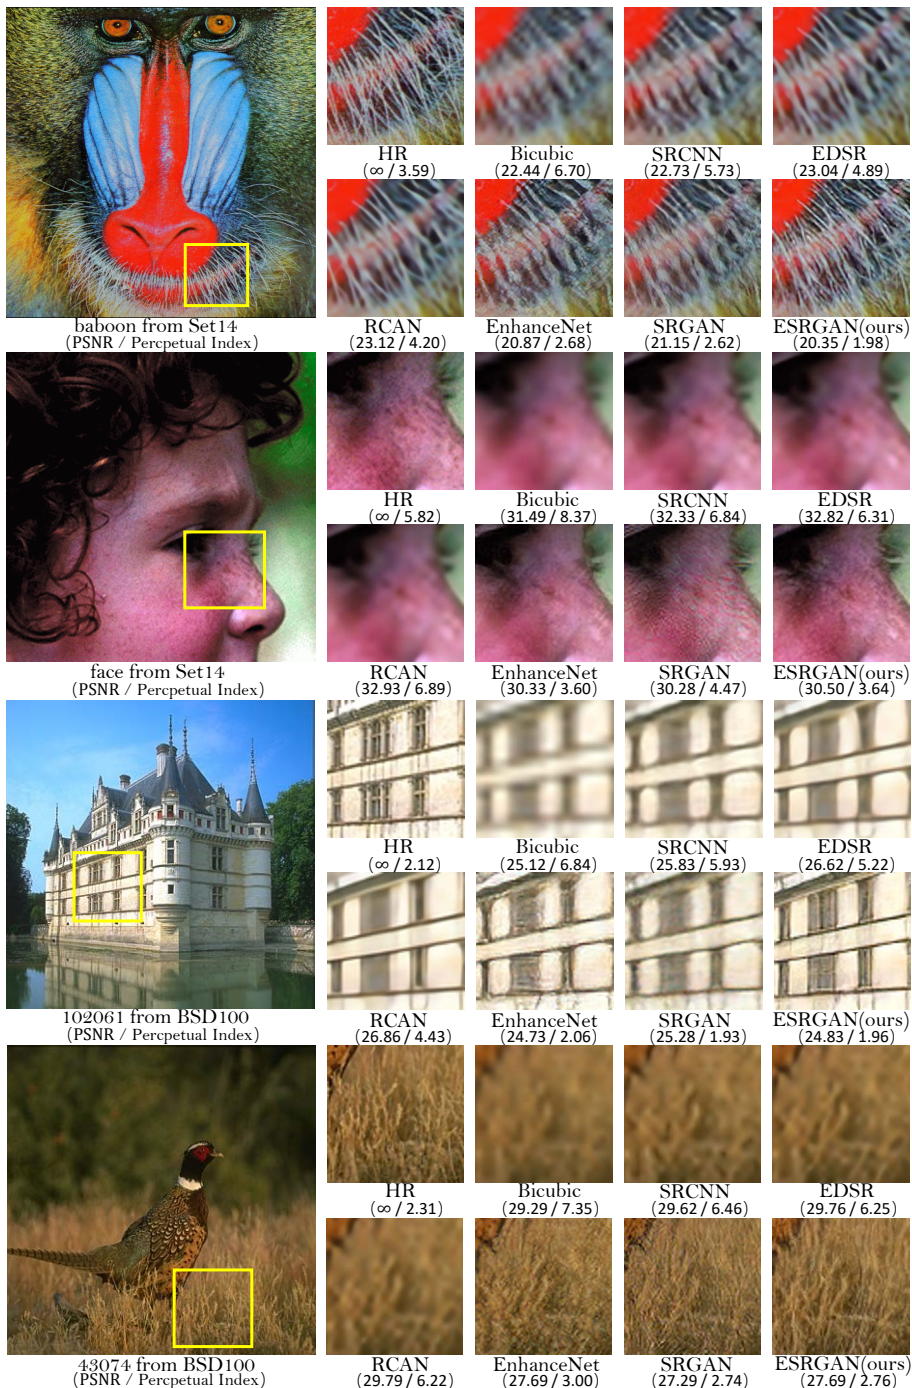 HR Bicubic SRCNN EDSR
(∞ / 3.59) (22.44 / 6.70) (22.73 / 5.73) (23.04 / 4.89)
baboon from Set14 RCAN EnhanceNet SRGAN ESRGAN(ours)
(PSNR / Percpetual Index) (23.12 / 4.20) (20.87 / 2.68) (21.15 / 2.62) (20.35 / 1.98)
HR Bicubic SRCNN EDSR
(∞ / 5.82) (31.49 / 8.37) (32.33 / 6.84) (32.82 / 6.31)
face from Set14 RCAN EnhanceNet SRGAN ESRGAN(ours)
(PSNR / Percpetual Index) (32.93 / 6.89) (30.33 / 3.60) (30.28 / 4.47) (30.50 / 3.64)
HR Bicubic SRCNN EDSR
(∞ / 2.12) (25.12 / 6.84) (25.83 / 5.93) (26.62 / 5.22)
102061 from BSD100 RCAN EnhanceNet SRGAN ESRGAN(ours)
(PSNR / Percpetual Index) (26.86 / 4.43) (24.73 / 2.06) (25.28 / 1.93) (24.83 / 1.96)
HR Bicubic SRCNN EDSR
(∞ / 2.31) (29.29 / 7.35) (29.62 / 6.46) (29.76 / 6.25)
43074 from BSD100 RCAN EnhanceNet SRGAN ESRGAN(ours)
(PSNR / Percpetual Index) (29.79 / 6.22) (27.69 / 3.00) (27.29 / 2.74) (27.69 / 2.76)